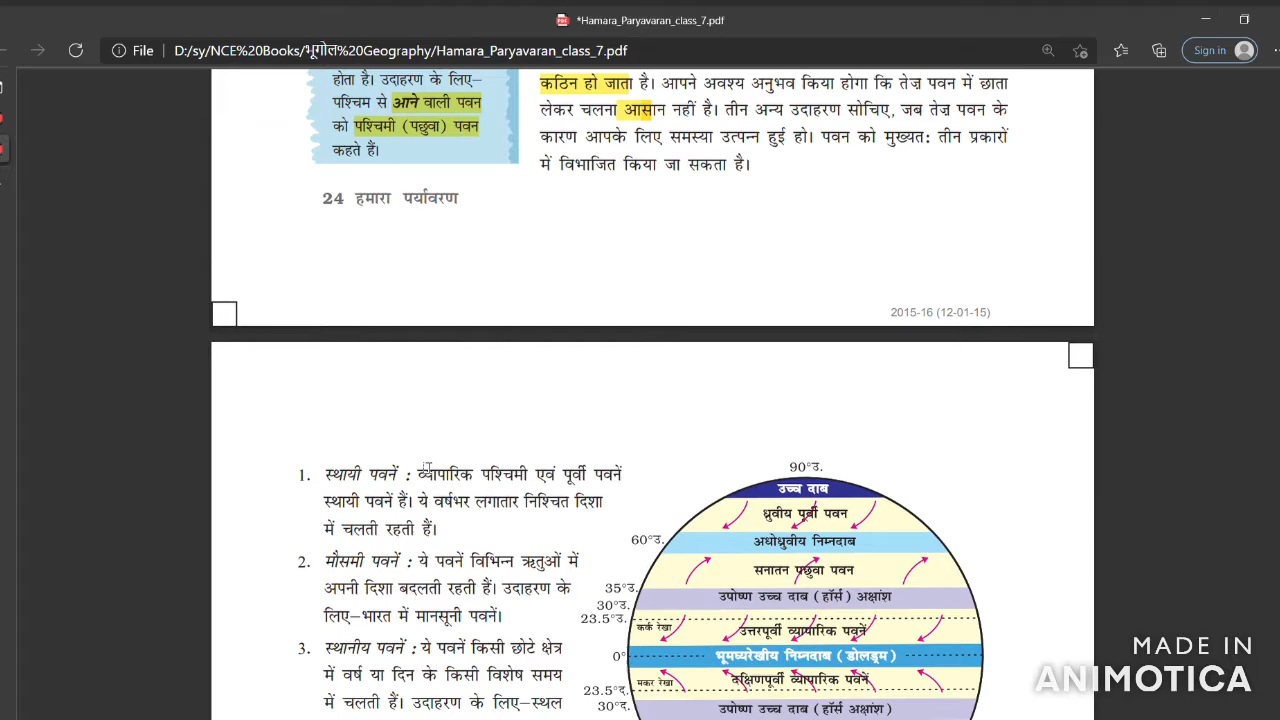 *Hamara_Paryavaran_class_7.pdf
File
D:/sy/NCE%20Books/भूगोल%20Geography/Hamara_Paryavaran_class_7.pdf
Sign in
होता है। उदाहरण के लिए–
पश्चिम से आने वाली पवन
को पश्चिमी (पछुवा) पवन
कहते हैं।
कठिन हो जाता है। आपने अवश्य अनुभव किया होगा कि तेज़ पवन में छाता
लेकर चलना आसान नहीं है। तीन अन्य उदाहरण सोचिए, जब तेज़ पवन के
कारण आपके लिए समस्या उत्पन्न हुई हो। पवन को मुख्यत: तीन प्रकारों
में विभाजित किया जा सकता है।
24 हमारा पर्यावरण
2015-16 (12-01-15)
1. स्थायी पवनें : व्यापारिक पश्चिमी एवं पूर्वी पवनें
स्थायी पवनें हैं। ये वर्षभर लगातार निश्चित दिशा
में चलती रहती हैं।
2. मौसमी पवनें : ये पवनें विभिन्न ऋतुओं में
अपनी दिशा बदलती रहती हैं। उदाहरण के
लिए–भारत में मानसूनी पवनें।
3. स्थानीय पवनें : ये पवनें किसी छोटे क्षेत्र
में वर्ष या दिन के किसी विशेष समय
में चलती हैं। उदाहरण के लिए–स्थल
90°उ.
उच्च दाब
ध्रुवीय पूर्वी पवन
60°उ.
अधोध्रुवीय निम्नदाब
सनातन पछुवा पवन
35°उ.
उपोष्ण उच्च दाब (हॉर्स) अक्षांश
30°उ.
23.5°उ.
कर्क रेखा
उत्तरपूर्वी व्यापारिक पवनें
0°
भूमध्यरेखीय निम्नदाब (डोलड्रम)
मकर रेखा
दक्षिणपूर्वी व्यापारिक पवनें
23.5°द.
30°द.
उपोष्ण उच्च दाब (हॉर्स अक्षांश)
MADE IN
ANIMOTICA